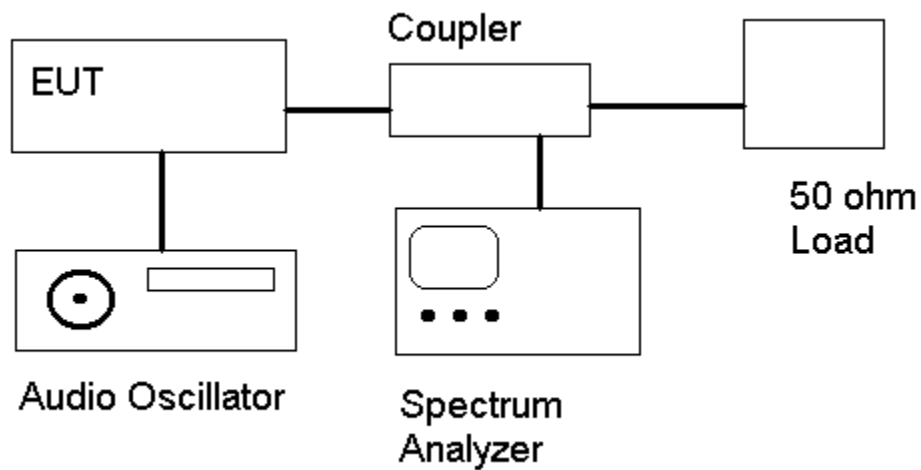 Coupler
EUT
50 ohm
Load
Audio Oscillator
Spectrum
Analyzer